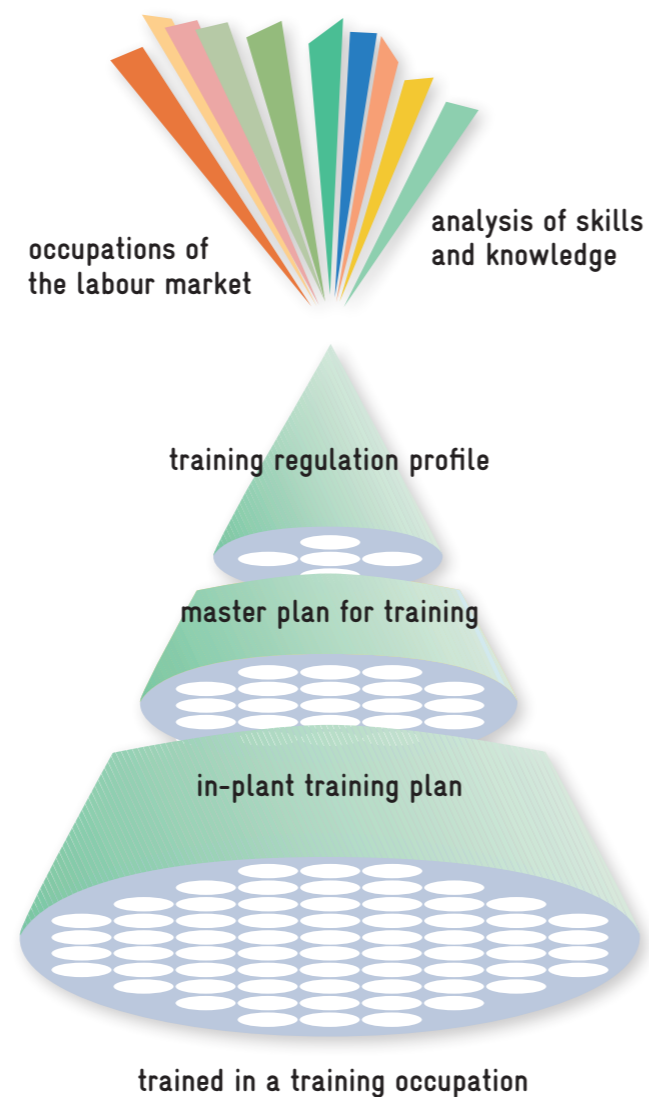 occupations of
the labour market
analysis of skills
and knowledge
training regulation profile
master plan for training
in-plant training plan
trained in a training occupation